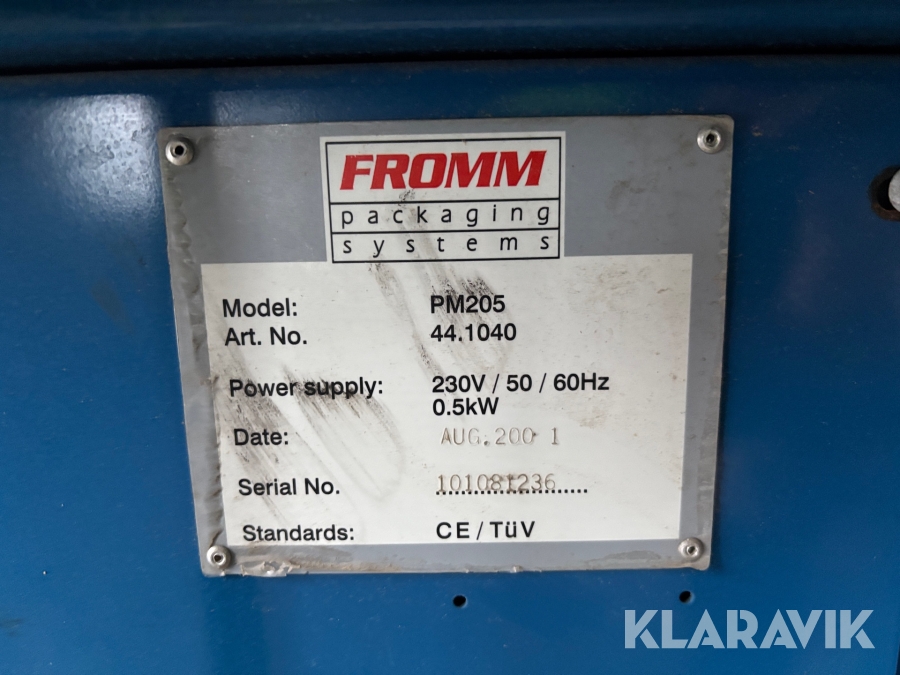 FROMM
packaging
systems
Model: PM205
Art. No. 44.1040
Power supply: 230V / 50 / 60Hz
0.5kW
Date: AUG.200 1
Serial No. 101081236
Standards: CE / TüV
KLARAVIK